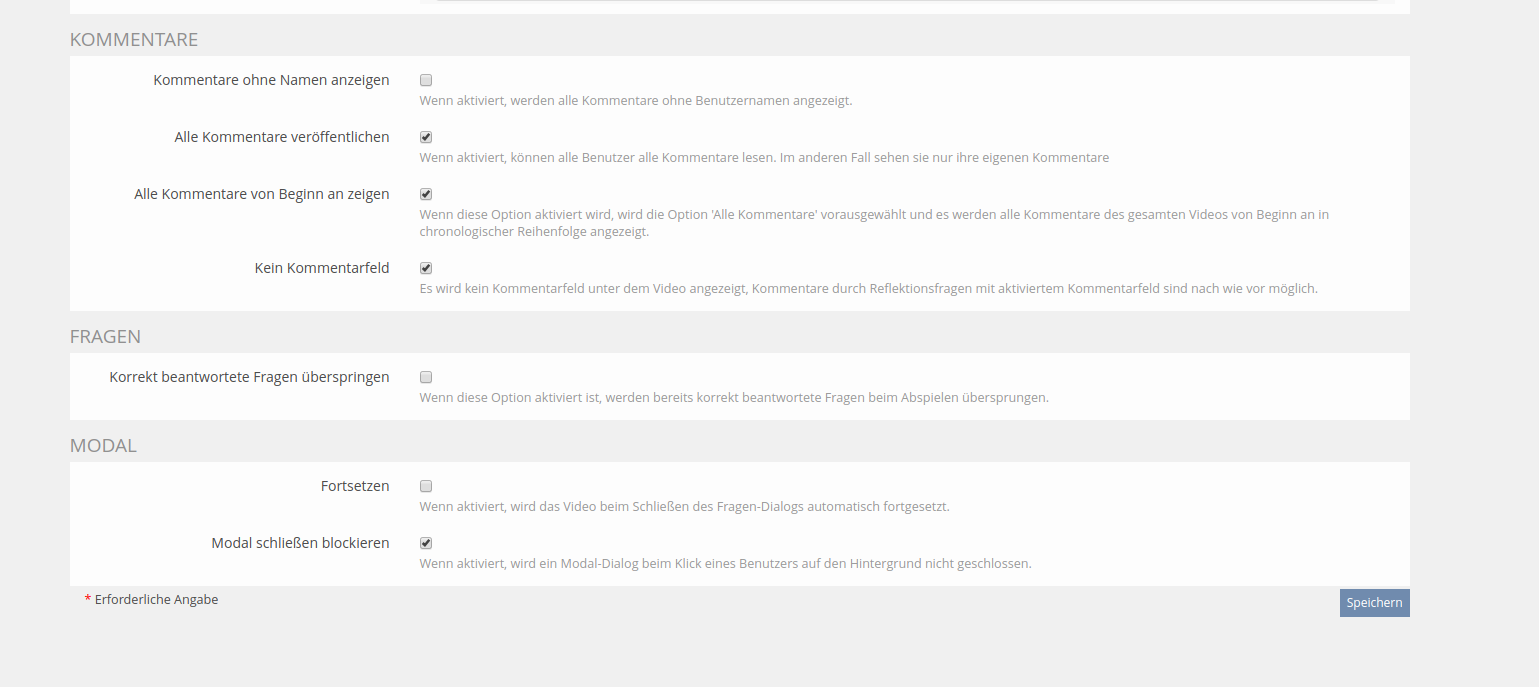 KOMMENTARE
Kommentare ohne Namen anzeigen
Wenn aktiviert, werden alle Kommentare ohne Benutzernamen angezeigt.
Alle Kommentare veröffentlichen
Wenn aktiviert, können alle Benutzer alle Kommentare lesen. Im anderen Fall sehen sie nur ihre eigenen Kommentare
Alle Kommentare von Beginn an zeigen
Wenn diese Option aktiviert wird, wird die Option 'Alle Kommentare' vorausgewählt und es werden alle Kommentare des gesamten Videos von Beginn an in
chronologischer Reihenfolge angezeigt.
Kein Kommentarfeld
Es wird kein Kommentarfeld unter dem Video angezeigt, Kommentare durch Reflektionsfragen mit aktiviertem Kommentarfeld sind nach wie vor möglich.
FRAGEN
Korrekt beantwortete Fragen überspringen
Wenn diese Option aktiviert ist, werden bereits korrekt beantwortete Fragen beim Abspielen übersprungen.
MODAL
Fortsetzen
Wenn aktiviert, wird das Video beim Schließen des Fragen-Dialogs automatisch fortgesetzt.
Modal schließen blockieren
Wenn aktiviert, wird ein Modal-Dialog beim Klick eines Benutzers auf den Hintergrund nicht geschlossen.
* Erforderliche Angabe
Speichern